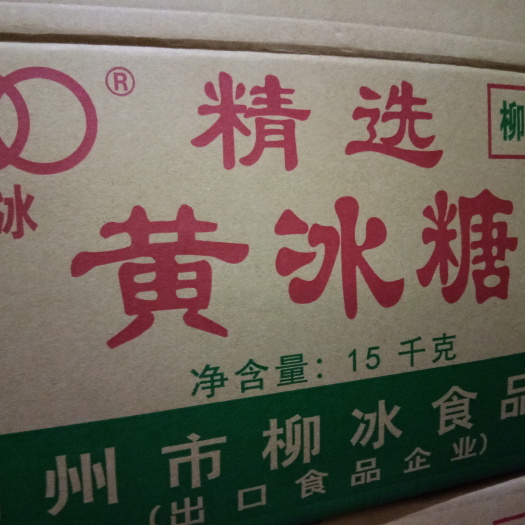 ® 精选 柳
冰
黄冰糖
净含量：15 千克
州市柳冰食品
(出口食品企业)